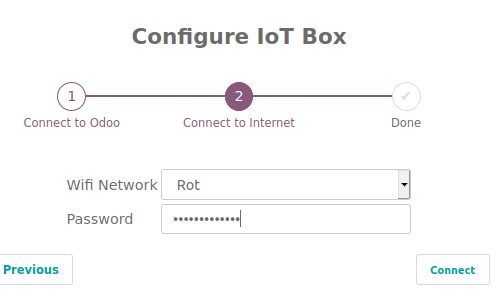 Configure IoT Box
1 2 ✔
Connect to Odoo Connect to Internet Done
Wifi Network Rot
Password •••••••••••••
Previous Connect